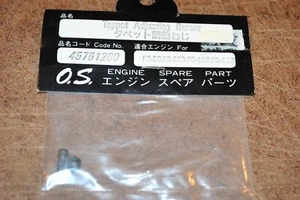 品名
Tappet Adjusting Screw
タペット調整ねじ
品名コード Code No. 適合エンジン For
45761200
O.S. ENGINE SPARE PART
エンジン スペア パーツ